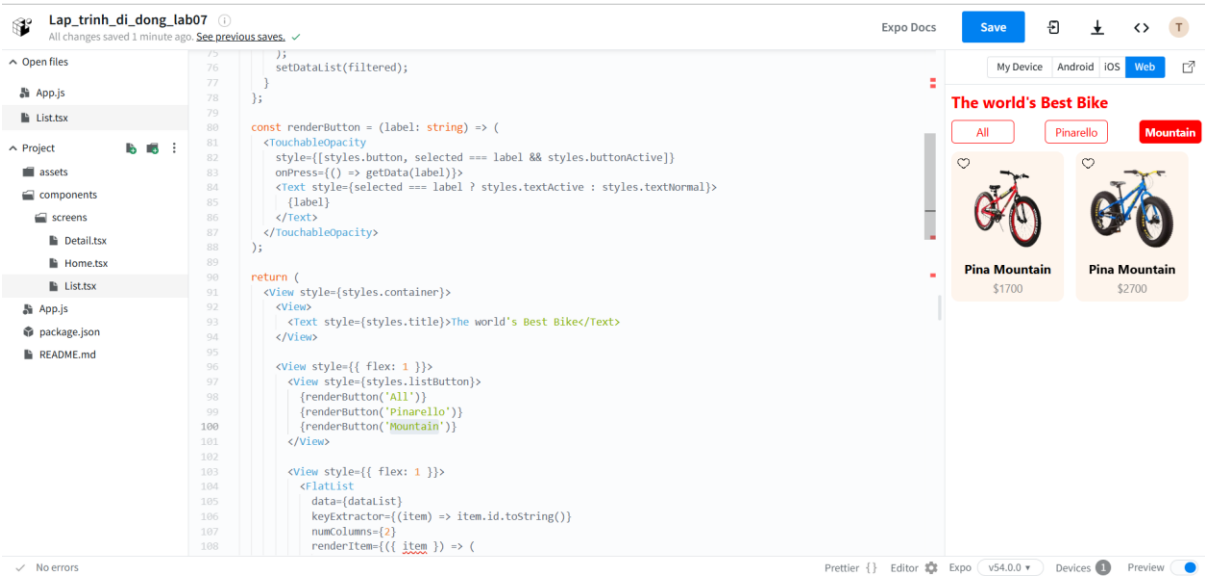 Lap_trinh_di_dong_lab07
All changes saved 1 minute ago. See previous saves.
Expo Docs
Save
T
Open files
App.js
List.tsx
Project
assets
components
screens
Detail.tsx
Home.tsx
List.tsx
App.js
package.json
README.md
75 );
76 setDataList(filtered);
77 }
78 };
79
80 const renderButton = (label: string) => (
81 <TouchableOpacity
82 style={[styles.button, selected === label && styles.buttonActive]}
83 onPress={() => getData(label)}>
84 <Text style={selected === label ? styles.textActive : styles.textNormal}>
85 {label}
86 </Text>
87 </TouchableOpacity>
88 );
89
90 return (
91 <View style={styles.container}>
92 <View>
93 <Text style={styles.title}>The world's Best Bike</Text>
94 </View>
95
96 <View style={{ flex: 1 }}>
97 <View style={styles.listButton}>
98 {renderButton('All')}
99 {renderButton('Pinarello')}
100 {renderButton('Mountain')}
101 </View>
102
103 <View style={{ flex: 1 }}>
104 <FlatList
105 data={dataList}
106 keyExtractor={(item) => item.id.toString()}
107 numColumns={2}
108 renderItem={({ item }) => (
My Device Android iOS Web
The world's Best Bike
All Pinarello Mountain
Pina Mountain Pina Mountain
$1700 $2700
No errors
Prettier {} Editor Expo v54.0.0 Devices 1 Preview